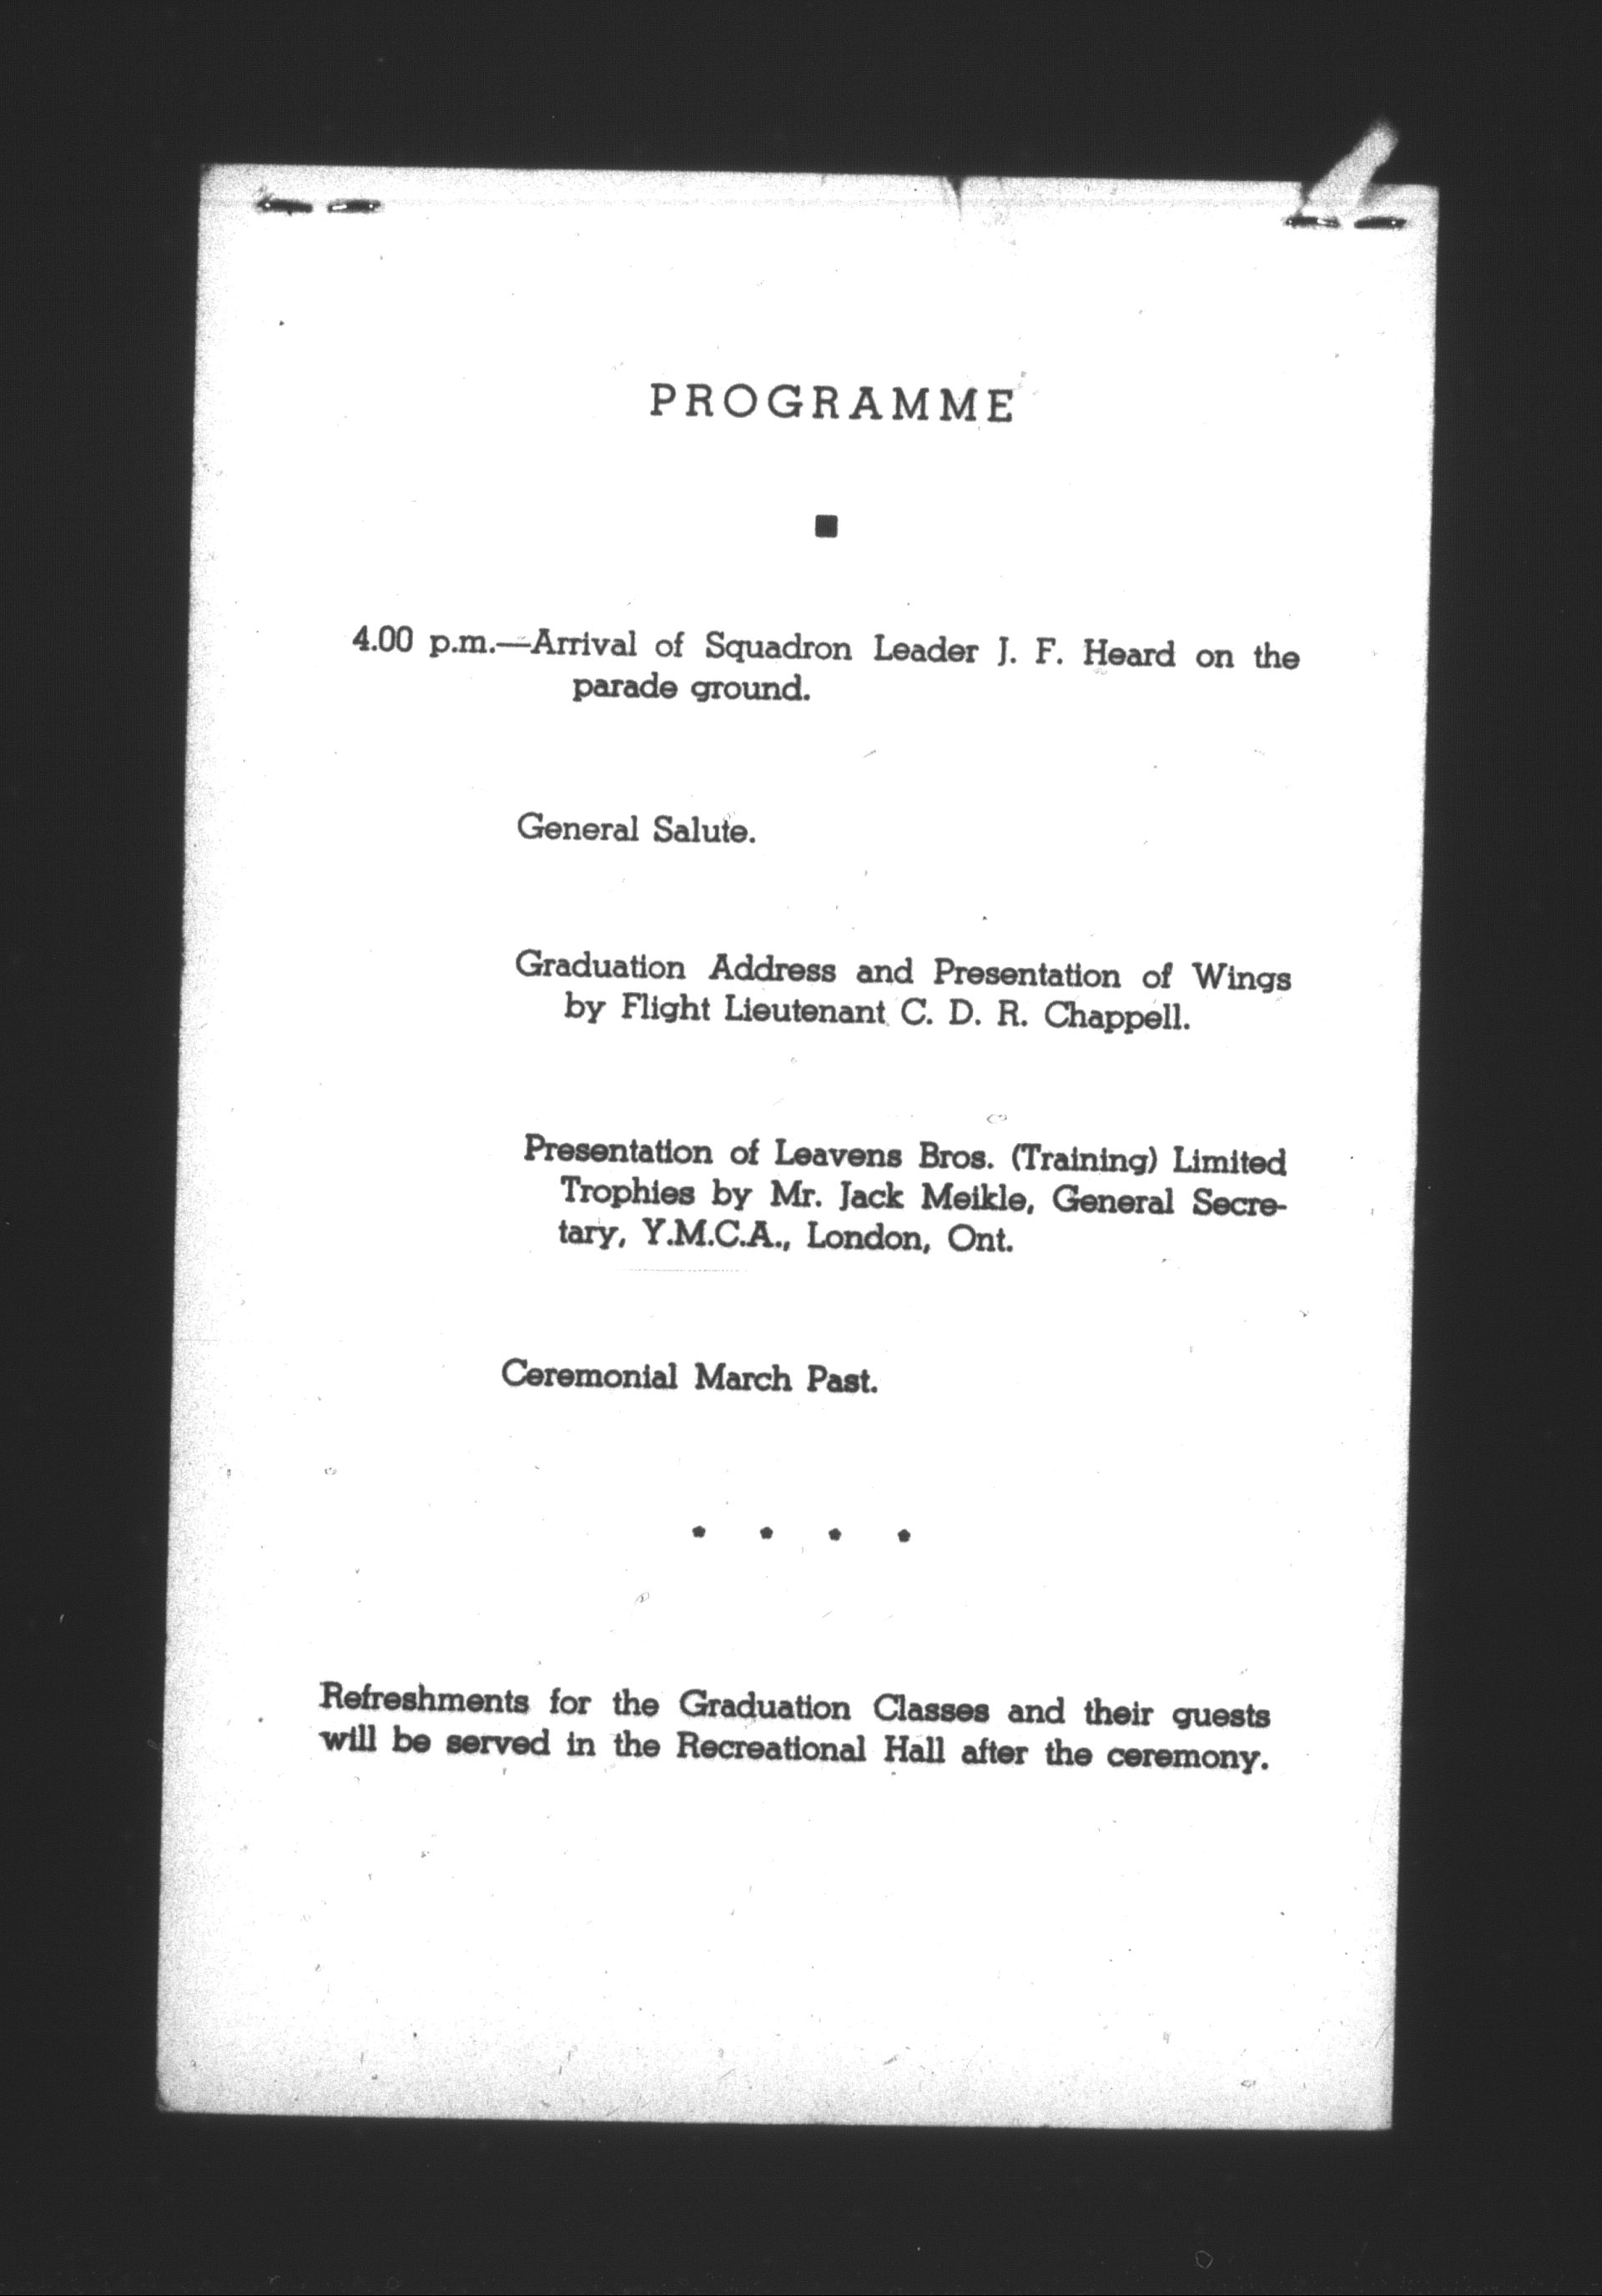 PROGRAMME
4.00 p.m.—Arrival of Squadron Leader J. F. Heard on the
parade ground.
General Salute.
Graduation Address and Presentation of Wings
by Flight Lieutenant C. D. R. Chappell.
Presentation of Leavens Bros. (Training) Limited
Trophies by Mr. Jack Meikle, General Secre-
tary, Y.M.C.A., London, Ont.
Ceremonial March Past.
Refreshments for the Graduation Classes and their guests
will be served in the Recreational Hall after the ceremony.